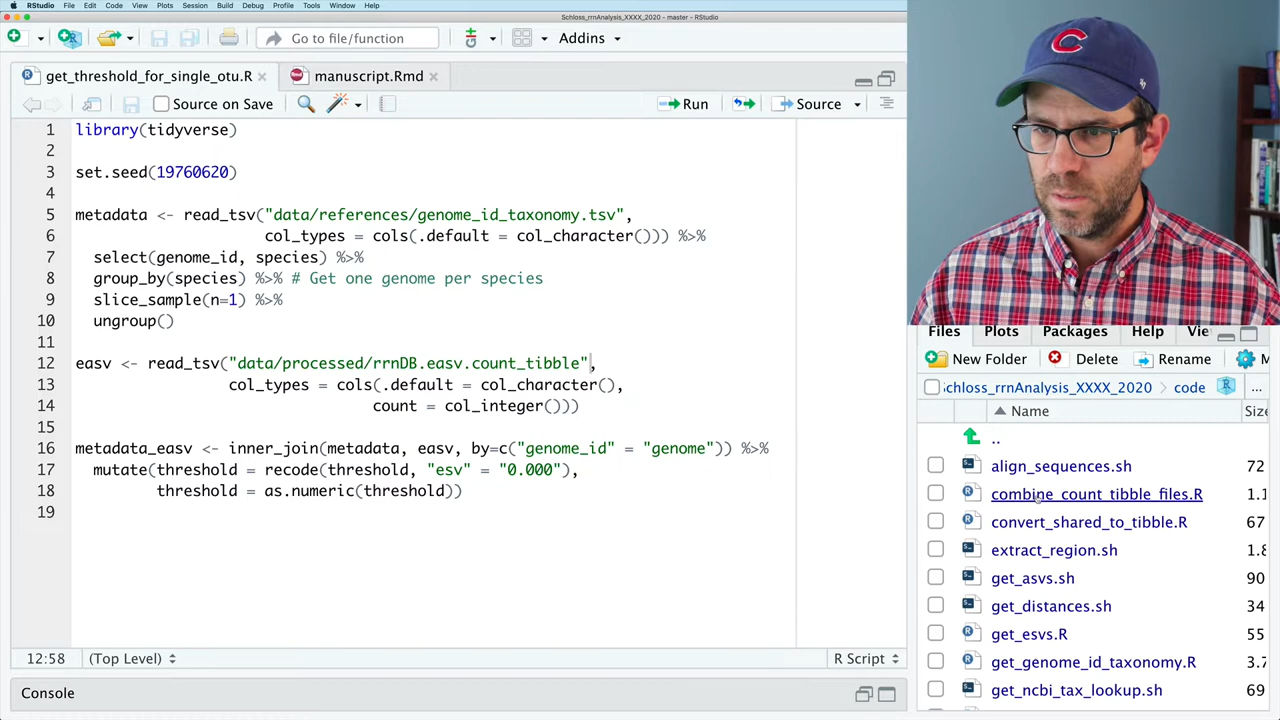 RStudio File Edit Code View Plots Session Build Debug Profile Tools Window Help
Schloss_rrnAnalysis_XXXX_2020 - master - RStudio
Go to file/function Addins
get_threshold_for_single_otu.R manuscript.Rmd
Source on Save Run Source
1 library(tidyverse)
2
3 set.seed(19760620)
4
5 metadata <- read_tsv("data/references/genome_id_taxonomy.tsv",
6 col_types = cols(.default = col_character())) %>%
7 select(genome_id, species) %>%
8 group_by(species) %>% # Get one genome per species
9 slice_sample(n=1) %>%
10 ungroup()
11
12 easv <- read_tsv("data/processed/rrnDB.easv.count_tibble",
13 col_types = cols(.default = col_character(),
14 count = col_integer()))
15
16 metadata_easv <- inner_join(metadata, easv, by=c("genome_id" = "genome")) %>%
17 mutate(threshold = recode(threshold, "esv" = "0.000"),
18 threshold = as.numeric(threshold))
19
12:58 (Top Level) R Script
Console
C
Files Plots Packages Help Vie
New Folder Delete Rename M
chloss_rrnAnalysis_XXXX_2020 code ...
Name Size
..
align_sequences.sh 72
combine_count_tibble_files.R 1.1
convert_shared_to_tibble.R 67
extract_region.sh 1.8
get_asvs.sh 90
get_distances.sh 34
get_esvs.R 55
get_genome_id_taxonomy.R 3.7
get_ncbi_tax_lookup.sh 69